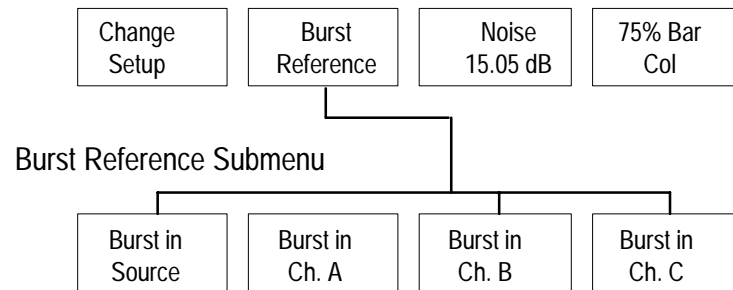 Change
Setup
Burst
Reference
Noise
15.05 dB
75% Bar
Col
Burst Reference Submenu
Burst in
Source
Burst in
Ch. A
Burst in
Ch. B
Burst in
Ch. C